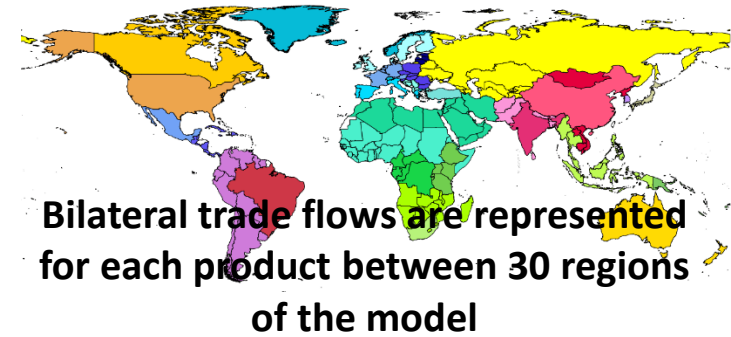 Bilateral trade flows are represented
for each product between 30 regions
of the model